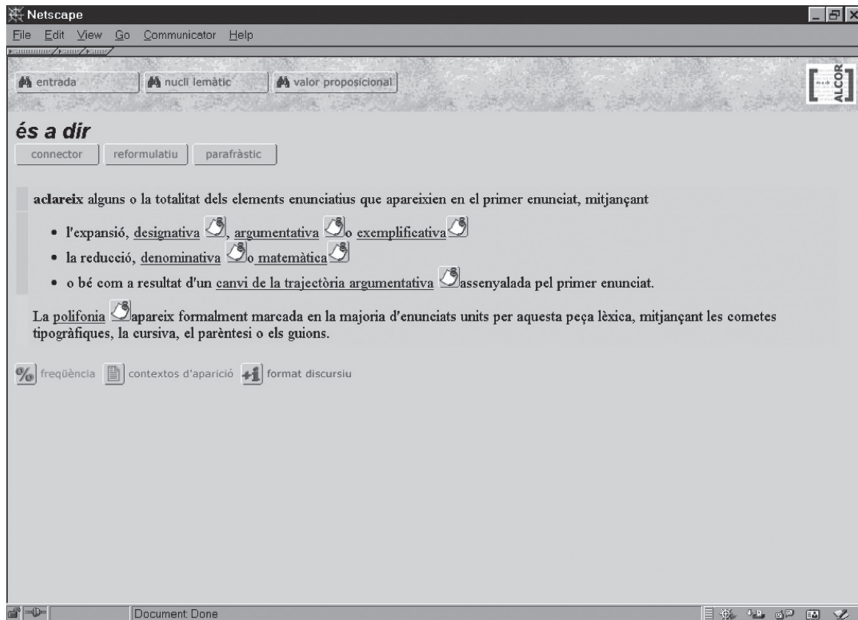 Netscape
File Edit View Go Communicator Help
entrada nucli lemàtic valor proposicional
ALCOR
és a dir
connector reformulatiu parafràstic
aclareix alguns o la totalitat dels elements enunciatius que apareixien en el primer enunciat, mitjançant
• l'expansió, designativa , argumentativa o exemplificativa
• la reducció, denominativa o matemàtica
• o bé com a resultat d'un canvi de la trajectòria argumentativa assenyalada pel primer enunciat.
La polifonia apareix formalment marcada en la majoria d'enunciats units per aquesta peça lèxica, mitjançant les cometes
tipogràfiques, la cursiva, el parèntesi o els guions.
% freqüència contextos d'aparició +i format discursiu
Document: Done